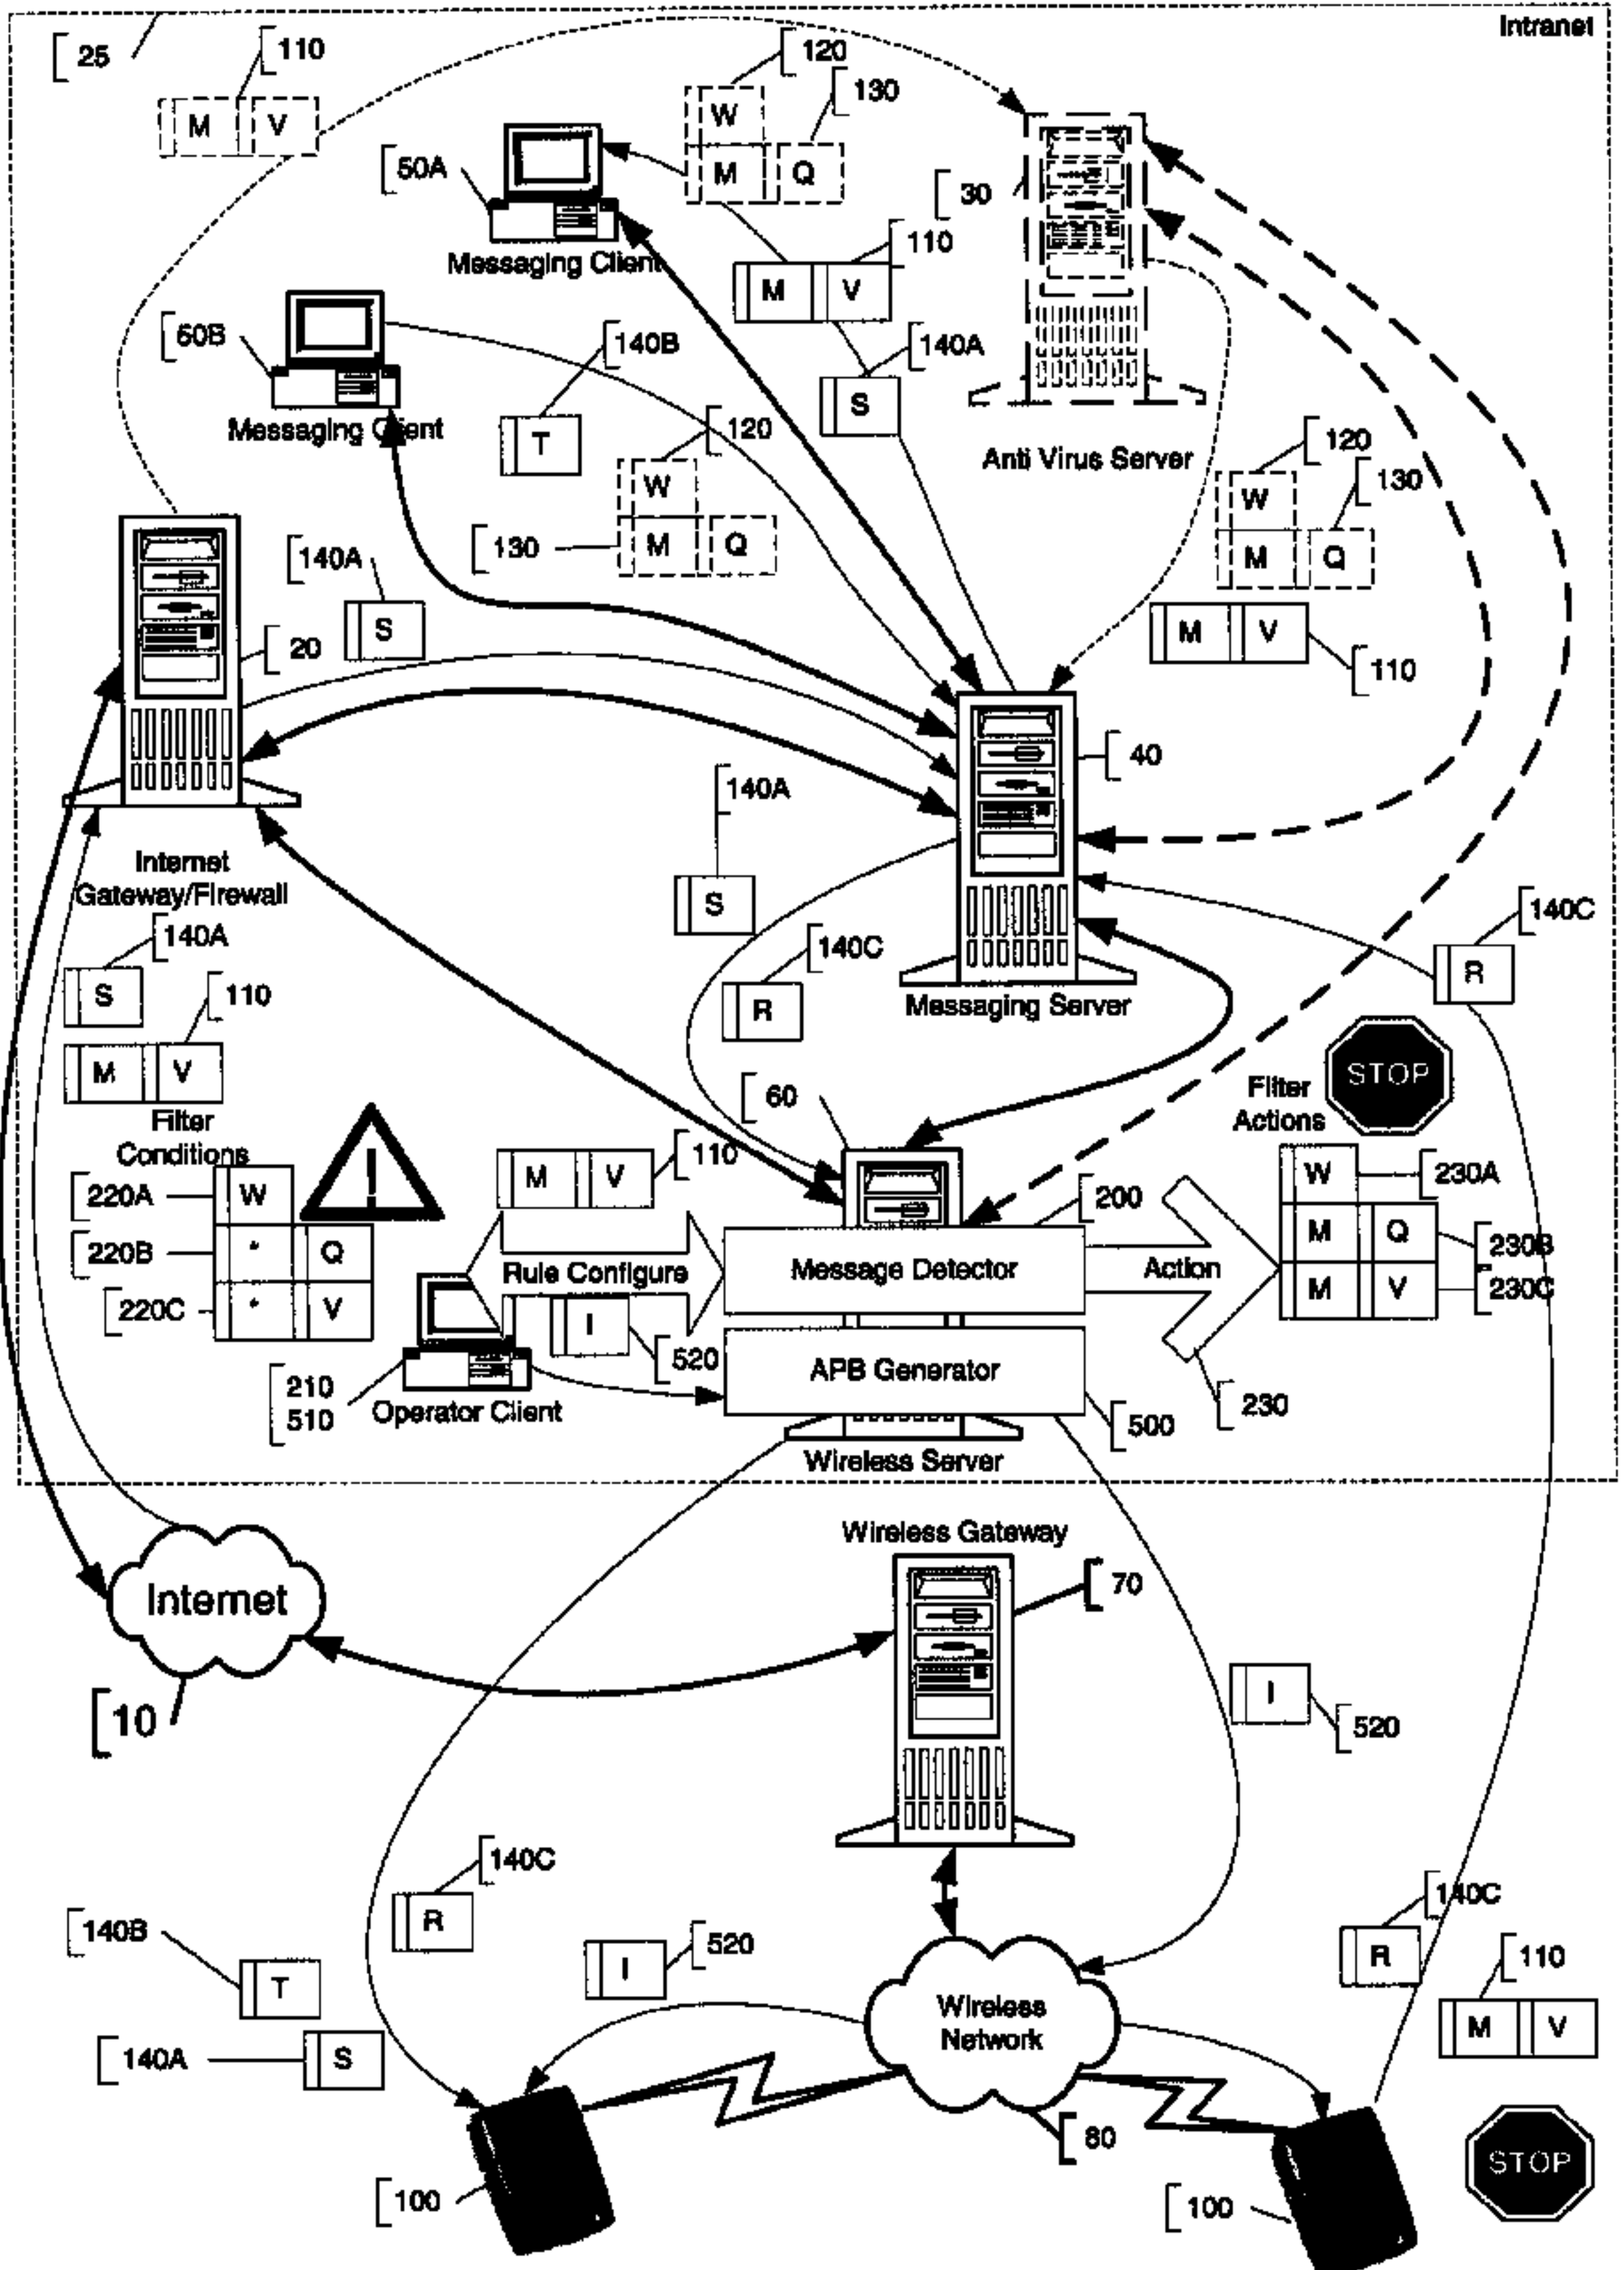 Intranet
25
110
M V
120
W
130
M Q
50A
Messaging Client
30
110
M V
50B
Messaging Client
140B
T
140A
S
120
W
130
M Q
Anti Virus Server
120
W
130
M Q
M V
110
140A
S
20
40
140A
S
Internet
Gateway/Firewall
140A
S
110
M V
140C
R
Messaging Server
140C
R
STOP
Filter
Actions
60
Filter
Conditions
220A
W
220B
* Q
220C
* V
110
M V
200
Rule Configure
Message Detector
Action
W
230A
M Q
230B
M V
230C
I
520
APB Generator
210
510
Operator Client
500
230
Wireless Server
Wireless Gateway
70
Internet
10
I
520
140C
R
140B
T
140A
S
I
520
Wireless
Network
80
140C
R
110
M V
100
100
STOP